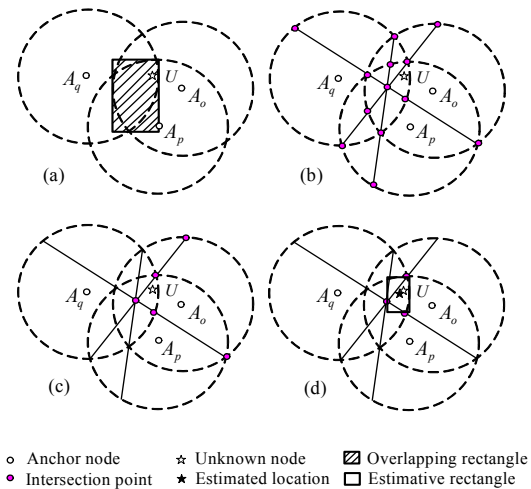 A_q
U
A_o
A_p
(a)
A_q
U
A_o
A_p
(b)
A_q
U
A_o
A_p
(c)
A_q
U
A_o
A_p
(d)
Anchor node
Unknown node
Overlapping rectangle
Intersection point
Estimated location
Estimative rectangle